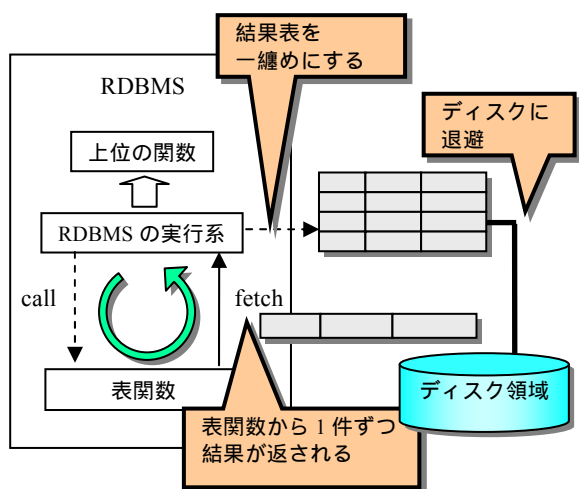 結果表を
一纏めにする
RDBMS
ディスクに
退避
上位の関数
RDBMS の実行系
call
fetch
表関数
ディスク領域
表関数から 1 件ずつ
結果が返される